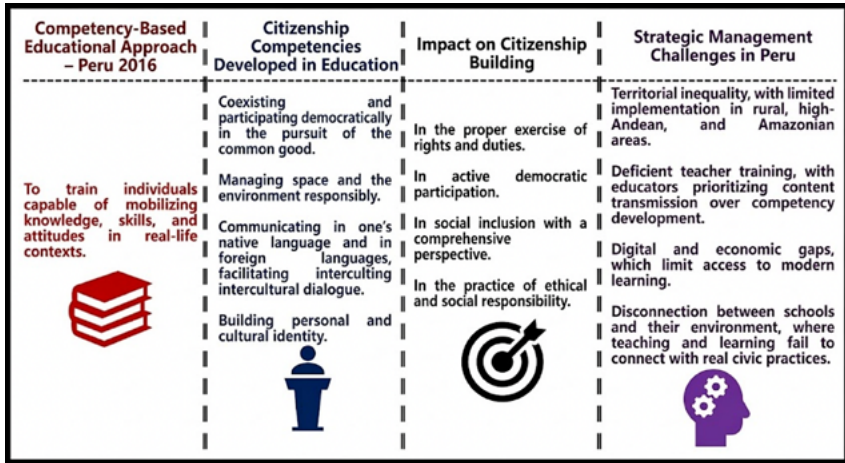 Competency-Based
Educational Approach
– Peru 2016
To train individuals
capable of mobilizing
knowledge, skills, and
attitudes in real-life
contexts.
Citizenship
Competencies
Developed in Education
Coexisting and
participating democratically
in the pursuit of the
common good.
Managing space and the
environment responsibly.
Communicating in one's
native language and in
foreign languages,
facilitating interculting
intercultural dialogue.
Building personal and
cultural identity.
Impact on Citizenship
Building
In the proper exercise of
rights and duties.
In active democratic
participation.
In social inclusion with a
comprehensive
perspective.
In the practice of ethical
and social responsibility.
Strategic Management
Challenges in Peru
Territorial inequality, with limited
implementation in rural, high-
Andean, and Amazonian
areas.
Deficient teacher training, with
educators prioritizing content
transmission over competency
development.
Digital and economic gaps,
which limit access to modern
learning.
Disconnection between schools
and their environment, where
teaching and learning fail to
connect with real civic practices.